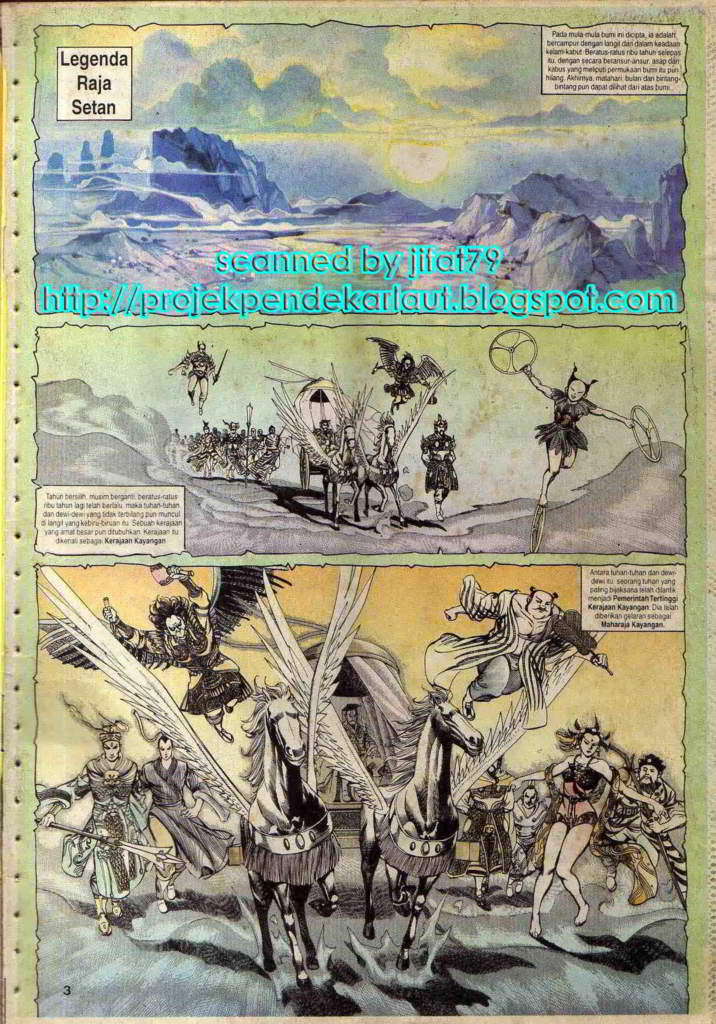 Legenda
Raja
Setan
Pada mula-mula bumi ini dicipta, ia adalah
bercampur dengan langit dan dalam keadaan
kelam-kabut. Beratus-ratus ribu tahun selepas
itu, dengan secara beransur-ansur, asap dan
kabus yang meliputi permukaan bumi itu pun
hilang. Akhirnya, matahari, bulan dan bintang-
bintang pun dapat dilihat dari atas bumi.
scanned by jifat79
http://projekpendekarlaut.blogspot.com
Tahun bersilih, musim berganti, beratus-ratus
ribu tahun lagi telah berlalu, maka tuhan-tuhan
dan dewi-dewi yang tidak terbilang pun muncul
di langit yang kebiru-biruan itu. Sebuah kerajaan
yang amat besar pun ditubuhkan. Kerajaan itu
dikenali sebagai Kerajaan Kayangan
Antara tuhan-tuhan dan dewi-
dewi itu, seorang tuhan yang
paling bijaksana telah dilantik
menjadi Pemerintah Tertinggi
Kerajaan Kayangan. Dia telah
diberikan gelaran sebagai
Maharaja Kayangan.
3